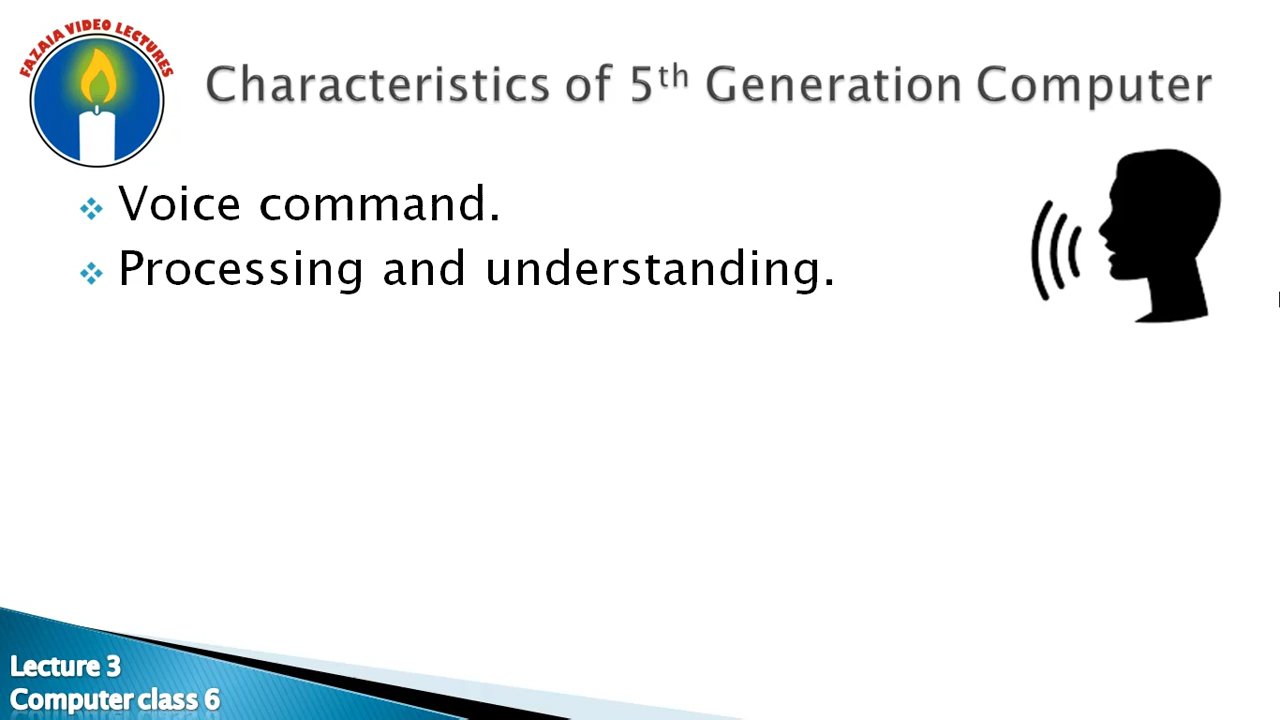 FAZAIA VIDEO LECTURES
Characteristics of 5th Generation Computer
Voice command.
Processing and understanding.
Lecture 3
Computer class 6